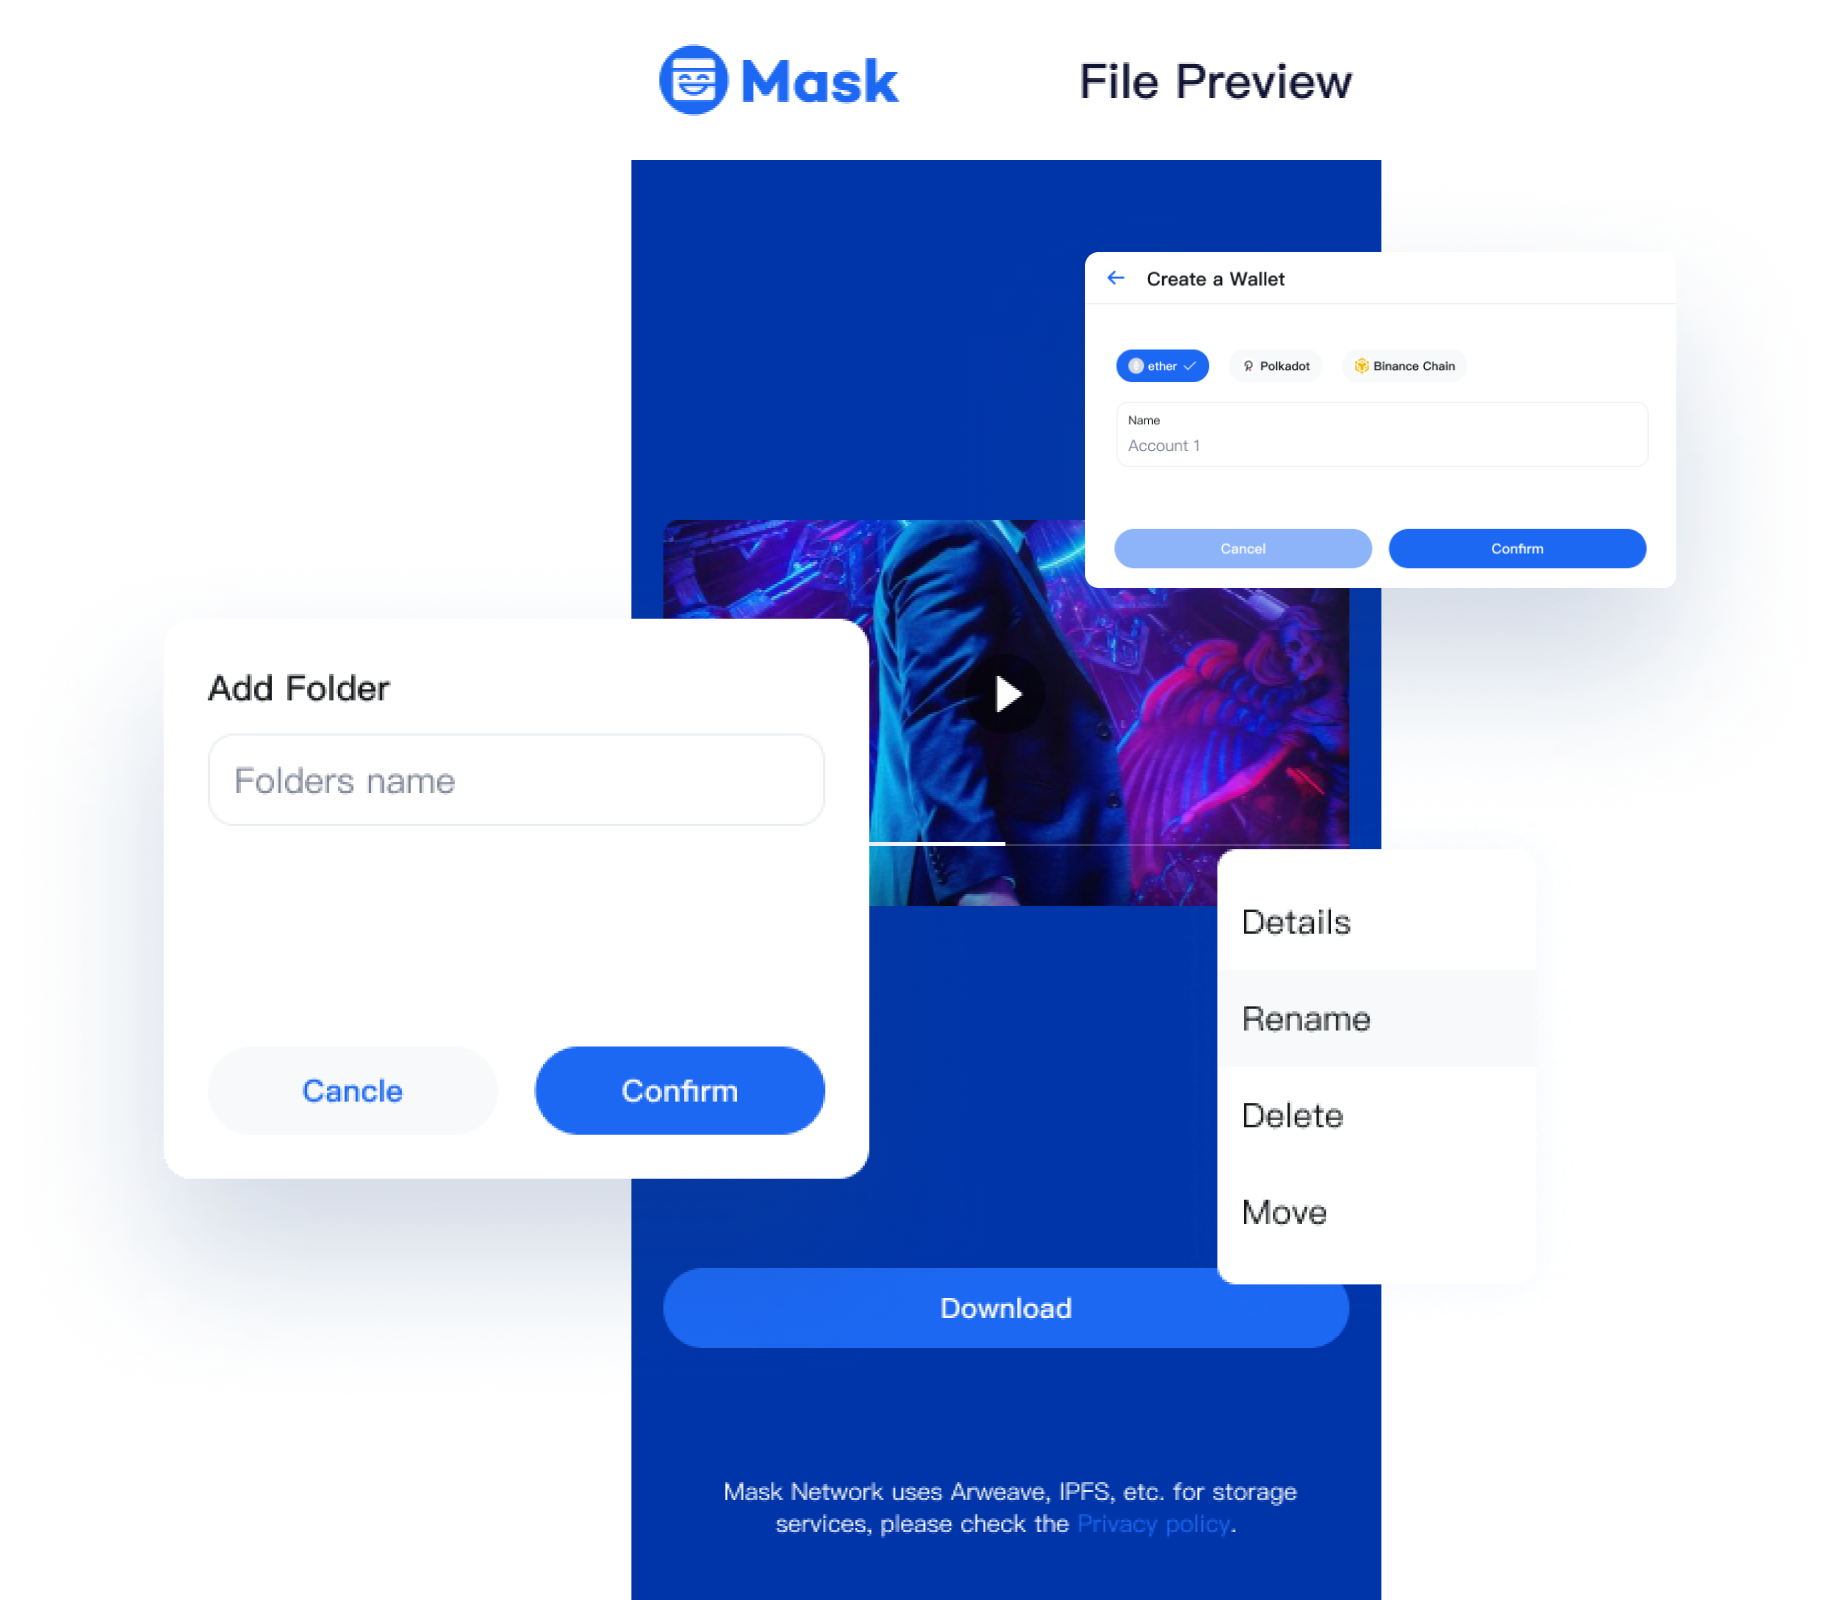 Mask
File Preview
Create a Wallet
ether
Polkadot
Binance Chain
Name
Account 1
Cancel
Confirm
Add Folder
Folders name
Cancle
Confirm
Details
Rename
Delete
Move
Download
Mask Network uses Arweave, IPFS, etc. for storage
services, please check the Privacy policy.